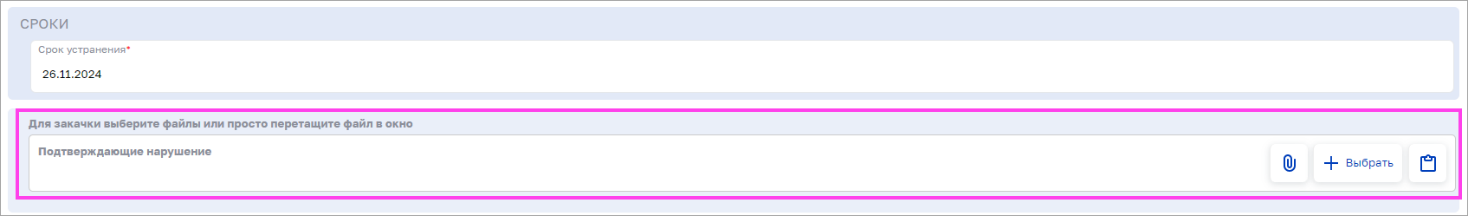 СРОКИ
Срок устранения*
26.11.2024
Для закачки выберите файлы или просто перетащите файл в окно
Подтверждающие нарушение
Выбрать